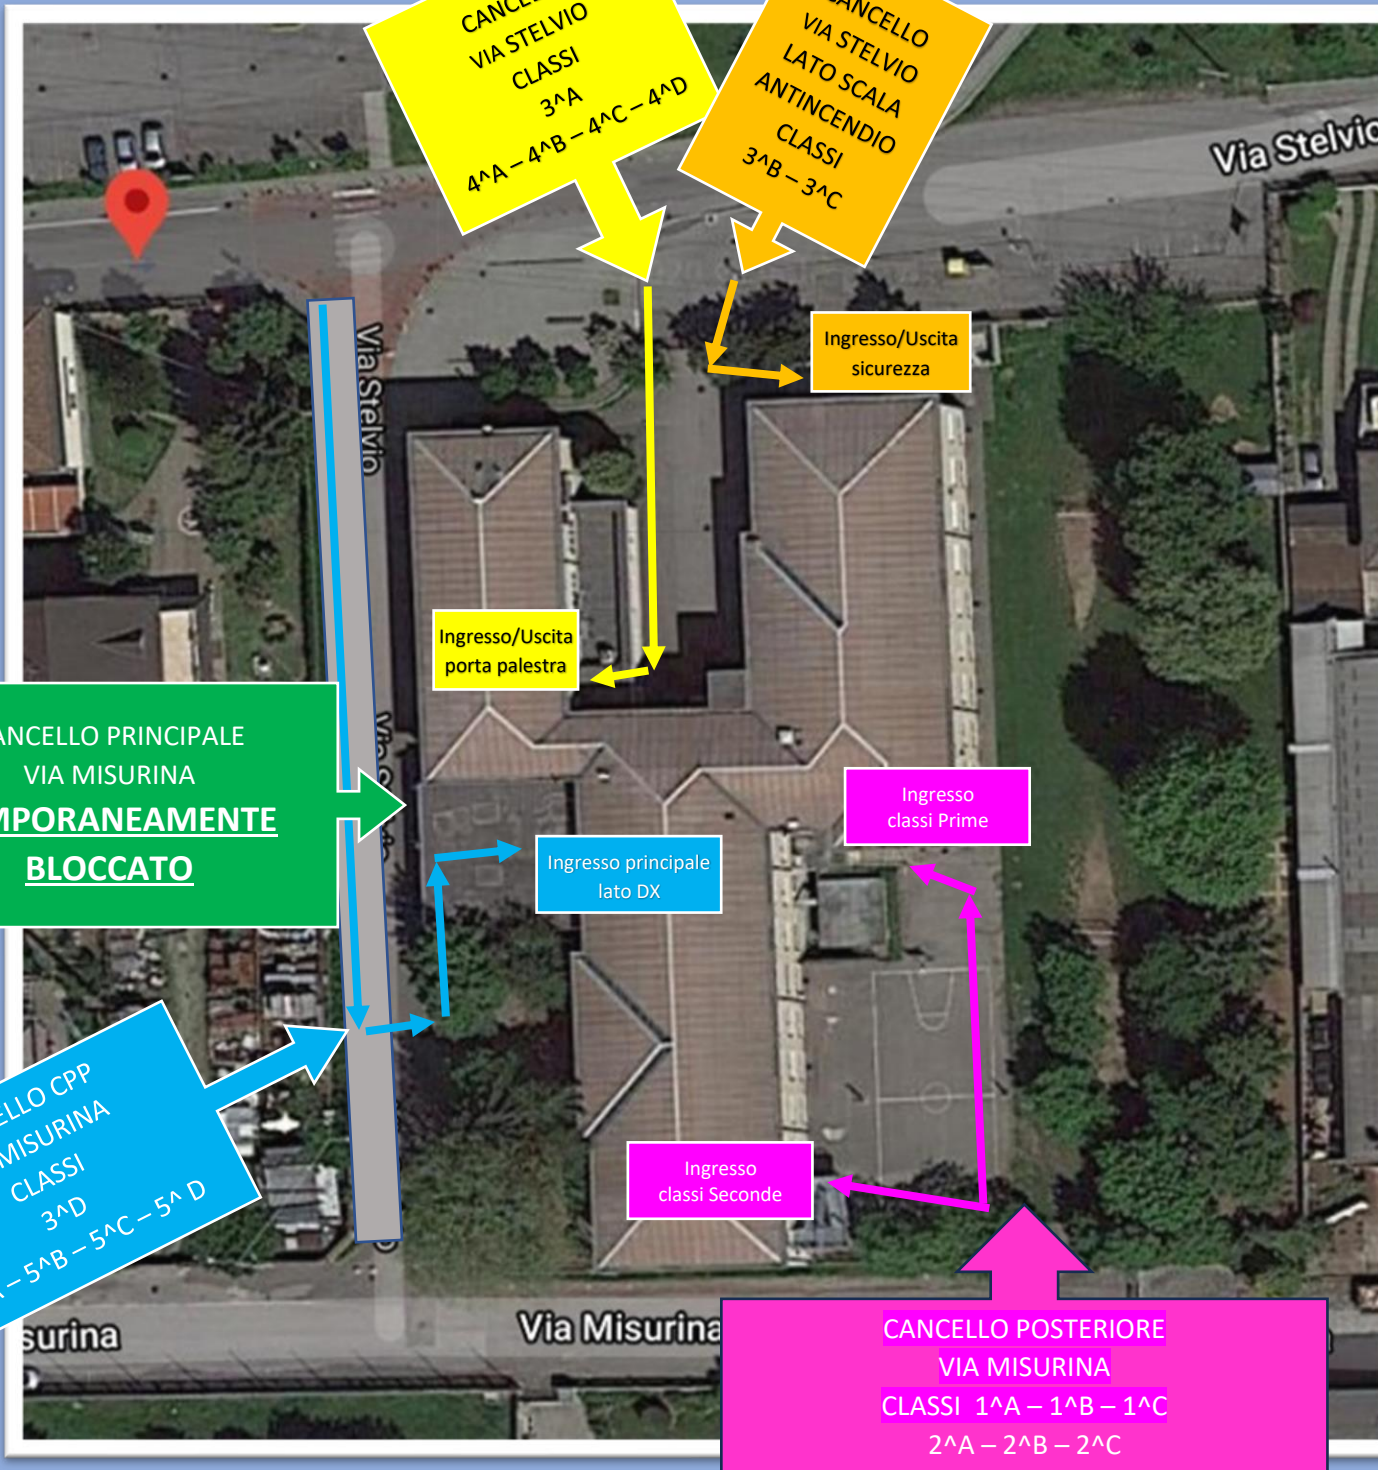 VIA STELVIO
CLASSI
3^A
4^A – 4^B – 4^C – 4^D
CANCELLO
VIA STELVIO
LATO SCALA
ANTINCENDIO
CLASSI
3^B – 3^C
Via Stelvio
Ingresso/Uscita
sicurezza
Via Stelvio
Ingresso/Uscita
porta palestra
ANCELLO PRINCIPALE
VIA MISURINA
MPORANEAMENTE
BLOCCATO
Ingresso
classi Prime
Ingresso principale
lato DX
ELLO CPP
MISURINA
CLASSI
3^D
– 5^B – 5^C – 5^ D
Ingresso
classi Seconde
surina
Via Misurina
CANCELLO POSTERIORE
VIA MISURINA
CLASSI 1^A – 1^B – 1^C
2^A – 2^B – 2^C